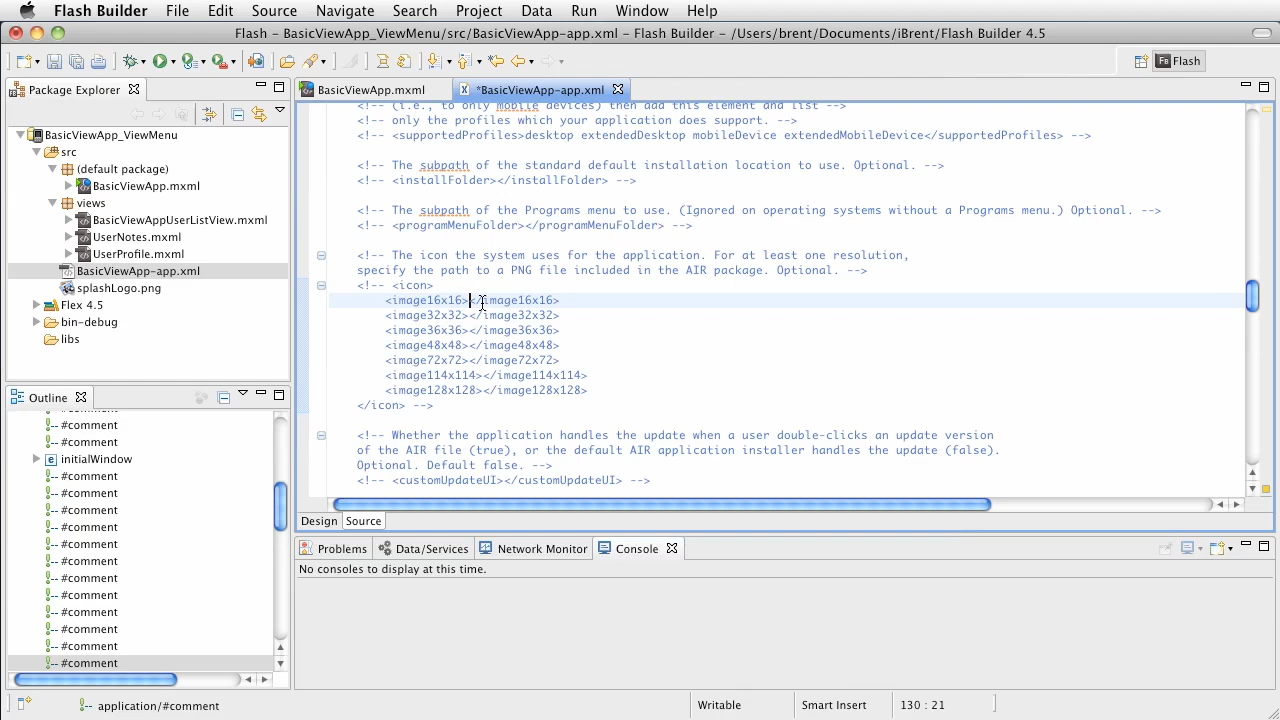 Flash Builder File Edit Source Navigate Search Project Data Run Window Help
Flash – BasicViewApp_ViewMenu/src/BasicViewApp-app.xml – Flash Builder – /Users/brent/Documents/iBrent/Flash Builder 4.5
Fb Flash
Package Explorer
BasicViewApp_ViewMenu
src
(default package)
BasicViewApp.mxml
views
BasicViewAppUserListView.mxml
UserNotes.mxml
UserProfile.mxml
BasicViewApp-app.xml
splashLogo.png
Flex 4.5
bin-debug
libs
Outline
#comment
#comment
#comment
initialWindow
#comment
#comment
#comment
#comment
#comment
#comment
#comment
#comment
#comment
#comment
#comment
#comment
application/#comment
BasicViewApp.mxml
*BasicViewApp-app.xml
<!-- (i.e., to only mobile devices) then add this element and list -->
<!-- only the profiles which your application does support. -->
<!-- <supportedProfiles>desktop extendedDesktop mobileDevice extendedMobileDevice</supportedProfiles> -->
<!-- The subpath of the standard default installation location to use. Optional. -->
<!-- <installFolder></installFolder> -->
<!-- The subpath of the Programs menu to use. (Ignored on operating systems without a Programs menu.) Optional. -->
<!-- <programMenuFolder></programMenuFolder> -->
<!-- The icon the system uses for the application. For at least one resolution,
specify the path to a PNG file included in the AIR package. Optional. -->
<!-- <icon>
<image16x16></image16x16>
<image32x32></image32x32>
<image36x36></image36x36>
<image48x48></image48x48>
<image72x72></image72x72>
<image114x114></image114x114>
<image128x128></image128x128>
</icon> -->
<!-- Whether the application handles the update when a user double-clicks an update version
of the AIR file (true), or the default AIR application installer handles the update (false).
Optional. Default false. -->
<!-- <customUpdateUI></customUpdateUI> -->
Design Source
Problems Data/Services Network Monitor Console
No consoles to display at this time.
Writable Smart Insert 130 : 21